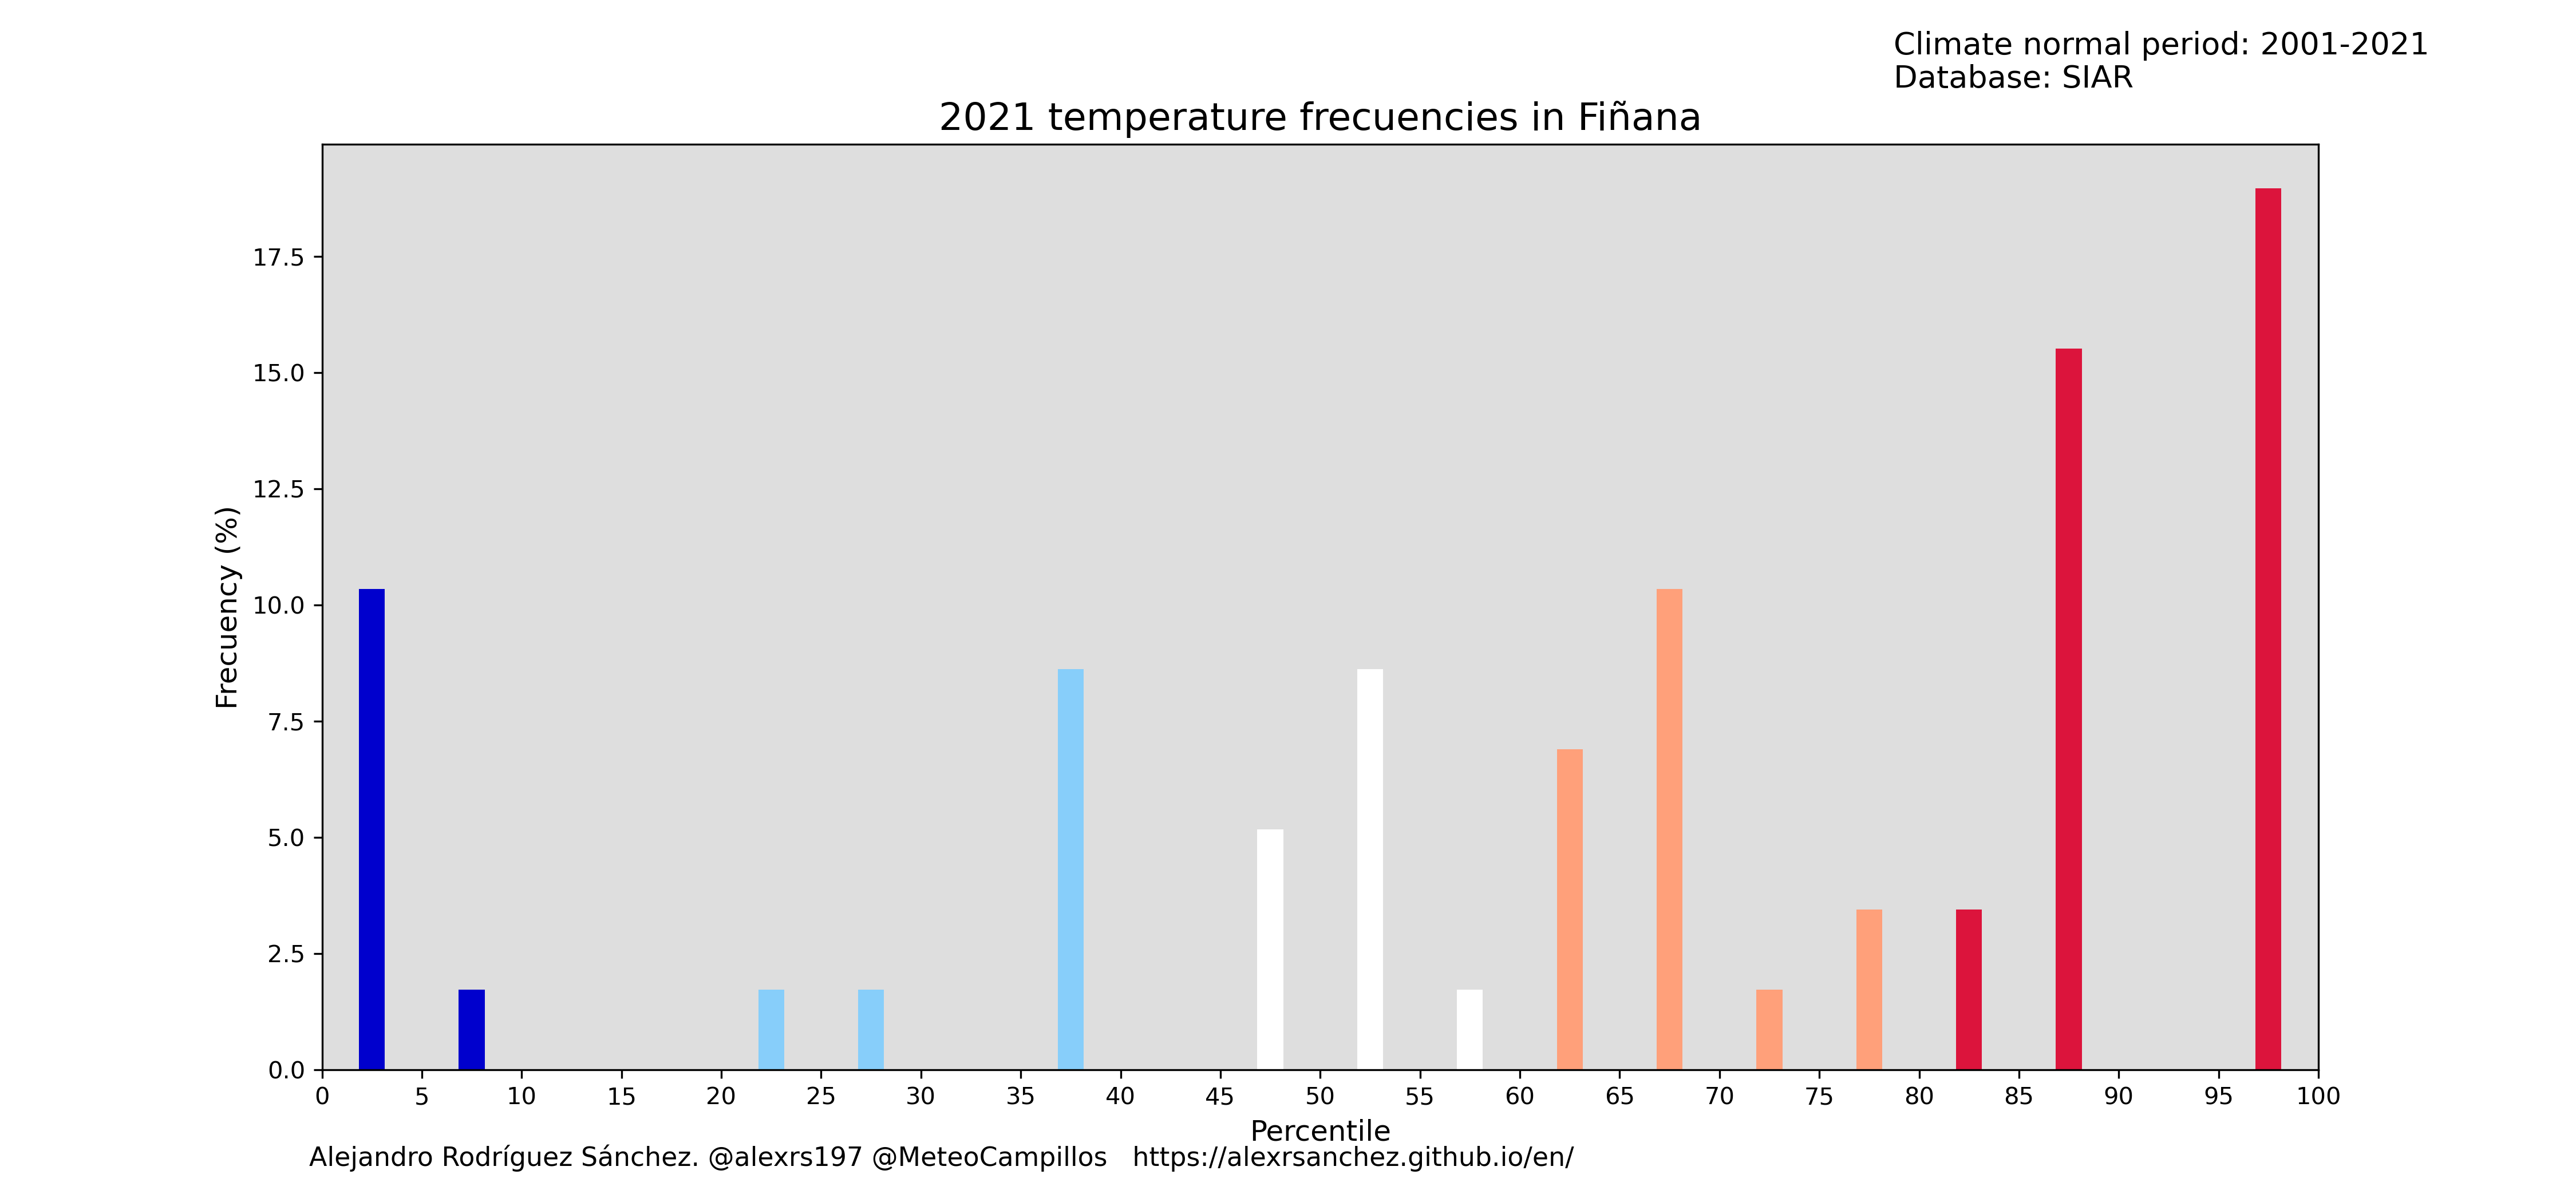 Climate normal period: 2001-2021
Database: SIAR
2021 temperature frecuencies in Fiñana
17.5
15.0
12.5
10.0
7.5
5.0
2.5
0.0
Frecuency (%)
0 5 10 15 20 25 30 35 40 45 50 55 60 65 70 75 80 85 90 95 100
Percentile
Alejandro Rodríguez Sánchez. @alexrs197 @MeteoCampillos https://alexrsanchez.github.io/en/